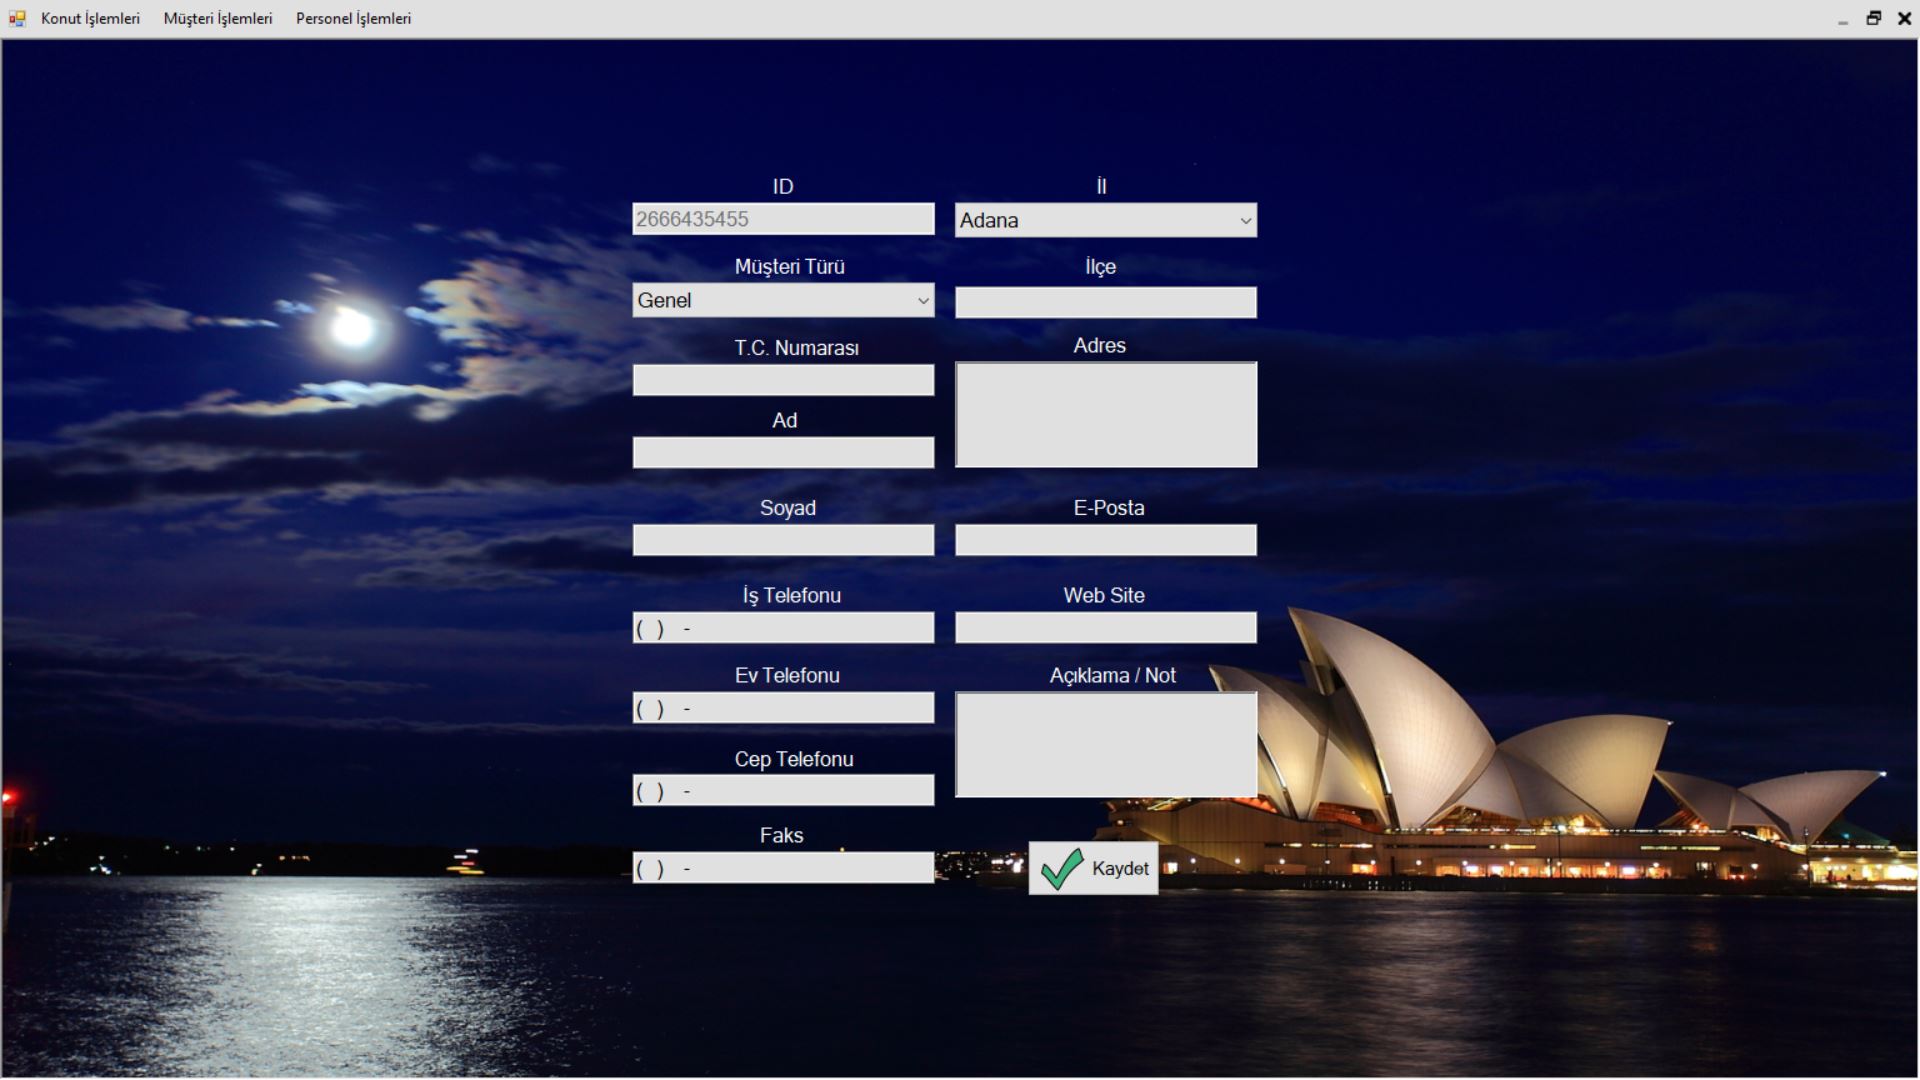 Konut İşlemleri Müşteri İşlemleri Personel İşlemleri
ID
2666435455
Müşteri Türü
Genel
T.C. Numarası
Ad
Soyad
İş Telefonu
( ) -
Ev Telefonu
( ) -
Cep Telefonu
( ) -
Faks
( ) -
İl
Adana
İlçe
Adres
E-Posta
Web Site
Açıklama / Not
Kaydet